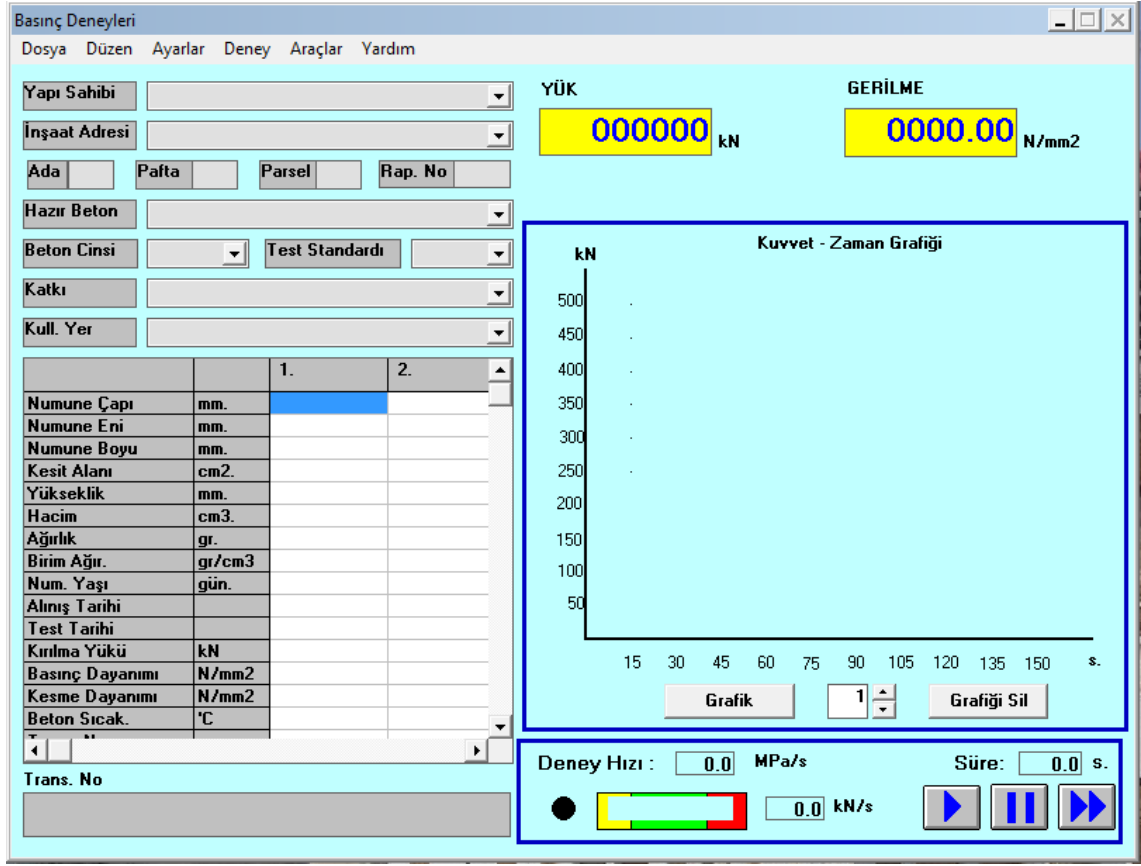 Basınç Deneyleri
Dosya Düzen Ayarlar Deney Araçlar Yardım
Yapı Sahibi
İnşaat Adresi
Ada Pafta Parsel Rap. No
Hazır Beton
Beton Cinsi Test Standardı
Katkı
Kull. Yer
1. 2.
Numune Çapı mm.
Numune Eni mm.
Numune Boyu mm.
Kesit Alanı cm2.
Yükseklik mm.
Hacim cm3.
Ağırlık gr.
Birim Ağır. gr/cm3
Num. Yaşı gün.
Alınış Tarihi
Test Tarihi
Kırılma Yükü kN
Basınç Dayanımı N/mm2
Kesme Dayanımı N/mm2
Beton Sıcak. 'C
Trans. No
YÜK GERİLME
000000 kN 0000.00 N/mm2
Kuvvet - Zaman Grafiği
kN
500
450
400
350
300
250
200
150
100
50
15 30 45 60 75 90 105 120 135 150 s.
Grafik 1 Grafiği Sil
Deney Hızı : 0.0 MPa/s Süre: 0.0 s.
0.0 kN/s